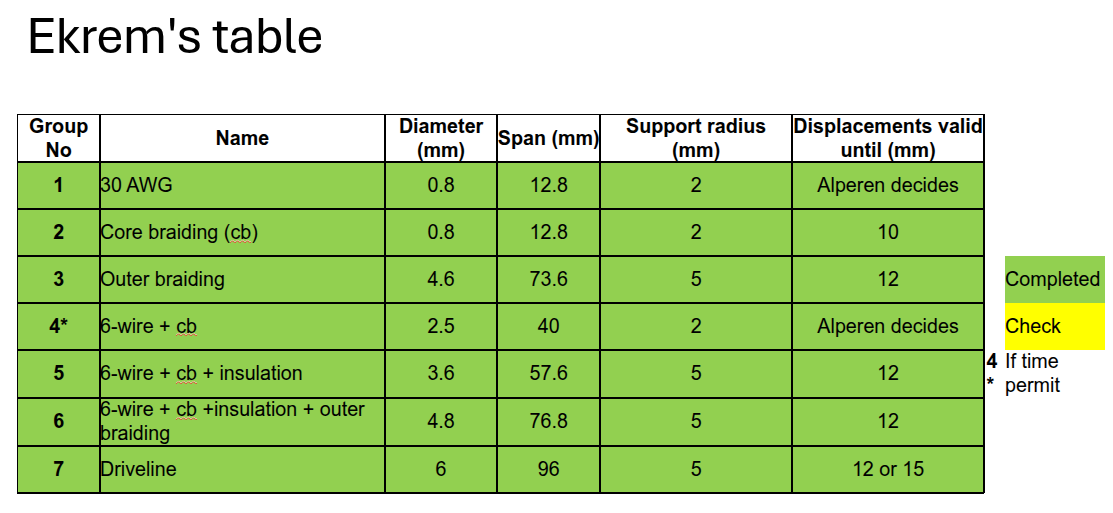 Ekrem's table
Group No | Name | Diameter (mm) | Span (mm) | Support radius (mm) | Displacements valid until (mm)
1 | 30 AWG | 0.8 | 12.8 | 2 | Alperen decides
2 | Core braiding (cb) | 0.8 | 12.8 | 2 | 10
3 | Outer braiding | 4.6 | 73.6 | 5 | 12
4* | 6-wire + cb | 2.5 | 40 | 2 | Alperen decides
5 | 6-wire + cb + insulation | 3.6 | 57.6 | 5 | 12
6 | 6-wire + cb +insulation + outer braiding | 4.8 | 76.8 | 5 | 12
7 | Driveline | 6 | 96 | 5 | 12 or 15
Completed
Check
4 If time
* permit